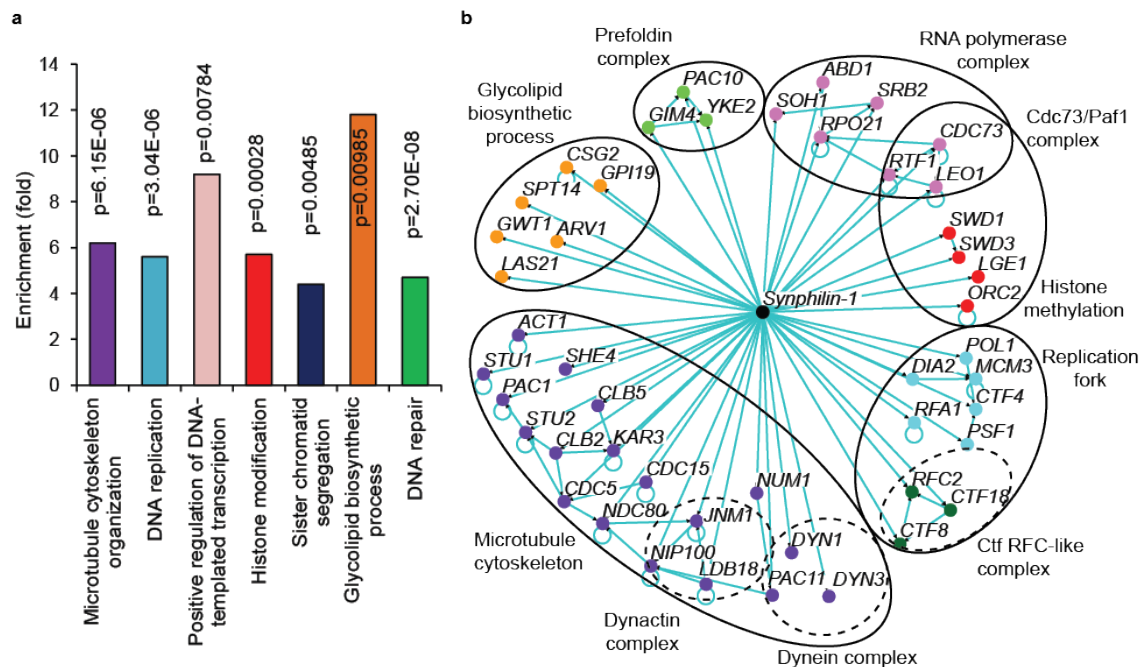 a
Enrichment (fold)
14
12
10
8
6
4
2
0
p=6.15E-06
p=3.04E-06
p=0.00784
p=0.00028
p=0.00485
p=0.00985
p=2.70E-08
Microtubule cytoskeleton
organization
DNA replication
Positive regulation of DNA-
templated transcription
Histone modification
Sister chromatid
segregation
Glycolipid biosynthetic
process
DNA repair
b
Prefoldin
complex
PAC10
GIM4
YKE2
RNA polymerase
complex
ABD1
SOH1
SRB2
RPO21
Cdc73/Paf1
complex
CDC73
RTF1
LEO1
Glycolipid
biosynthetic
process
CSG2
GPI19
SPT14
GWT1
ARV1
LAS21
SWD1
SWD3
LGE1
ORC2
Histone
methylation
Synphilin-1
ACT1
STU1
SHE4
PAC1
CLB5
STU2
CLB2
KAR3
CDC15
CDC5
NDC80
NUM1
JNM1
NIP100
LDB18
DYN1
PAC11
DYN3
Microtubule
cytoskeleton
Dynactin
complex
Dynein complex
Replication
fork
POL1
DIA2
MCM3
CTF4
RFA1
PSF1
RFC2
CTF18
CTF8
Ctf RFC-like
complex